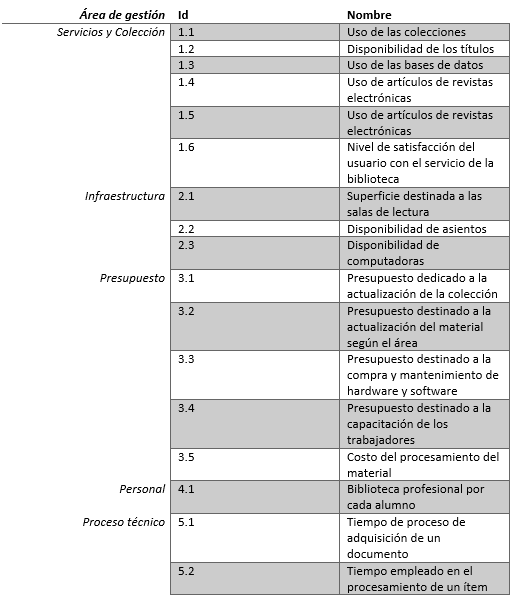 Área de gestión Id Nombre
Servicios y Colección 1.1 Uso de las colecciones
1.2 Disponibilidad de los títulos
1.3 Uso de las bases de datos
1.4 Uso de artículos de revistas
electrónicas
1.5 Uso de artículos de revistas
electrónicas
1.6 Nivel de satisfacción del
usuario con el servicio de la
biblioteca
Infraestructura 2.1 Superficie destinada a las
salas de lectura
2.2 Disponibilidad de asientos
2.3 Disponibilidad de
computadoras
Presupuesto 3.1 Presupuesto dedicado a la
actualización de la colección
3.2 Presupuesto destinado a la
actualización del material
según el área
3.3 Presupuesto destinado a la
compra y mantenimiento de
hardware y software
3.4 Presupuesto destinado a la
capacitación de los
trabajadores
3.5 Costo del procesamiento del
material
Personal 4.1 Biblioteca profesional por
cada alumno
Proceso técnico 5.1 Tiempo de proceso de
adquisición de un
documento
5.2 Tiempo empleado en el
procesamiento de un ítem